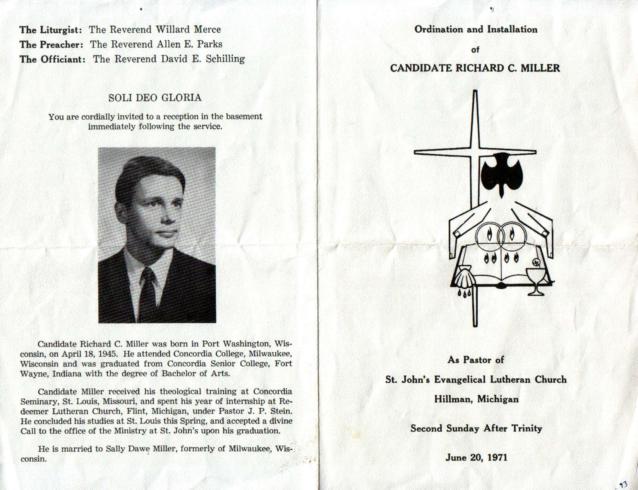 The Liturgist: The Reverend Willard Merce
The Preacher: The Reverend Allen E. Parks
The Officiant: The Reverend David E. Schilling
SOLI DEO GLORIA
You are cordially invited to a reception in the basement
immediately following the service.
Candidate Richard C. Miller was born in Port Washington, Wis-
consin, on April 18, 1945. He attended Concordia College, Milwaukee,
Wisconsin and was graduated from Concordia Senior College, Fort
Wayne, Indiana with the degree of Bachelor of Arts.
Candidate Miller received his theological training at Concordia
Seminary, St. Louis, Missouri, and spent his year of internship at Re-
deemer Lutheran Church, Flint, Michigan, under Pastor J. P. Stein.
He concluded his studies at St. Louis this Spring, and accepted a divine
Call to the office of the Ministry at St. John's upon his graduation.
He is married to Sally Dawe Miller, formerly of Milwaukee, Wis-
consin.
Ordination and Installation
of
CANDIDATE RICHARD C. MILLER
As Pastor of
St. John's Evangelical Lutheran Church
Hillman, Michigan
Second Sunday After Trinity
June 20, 1971